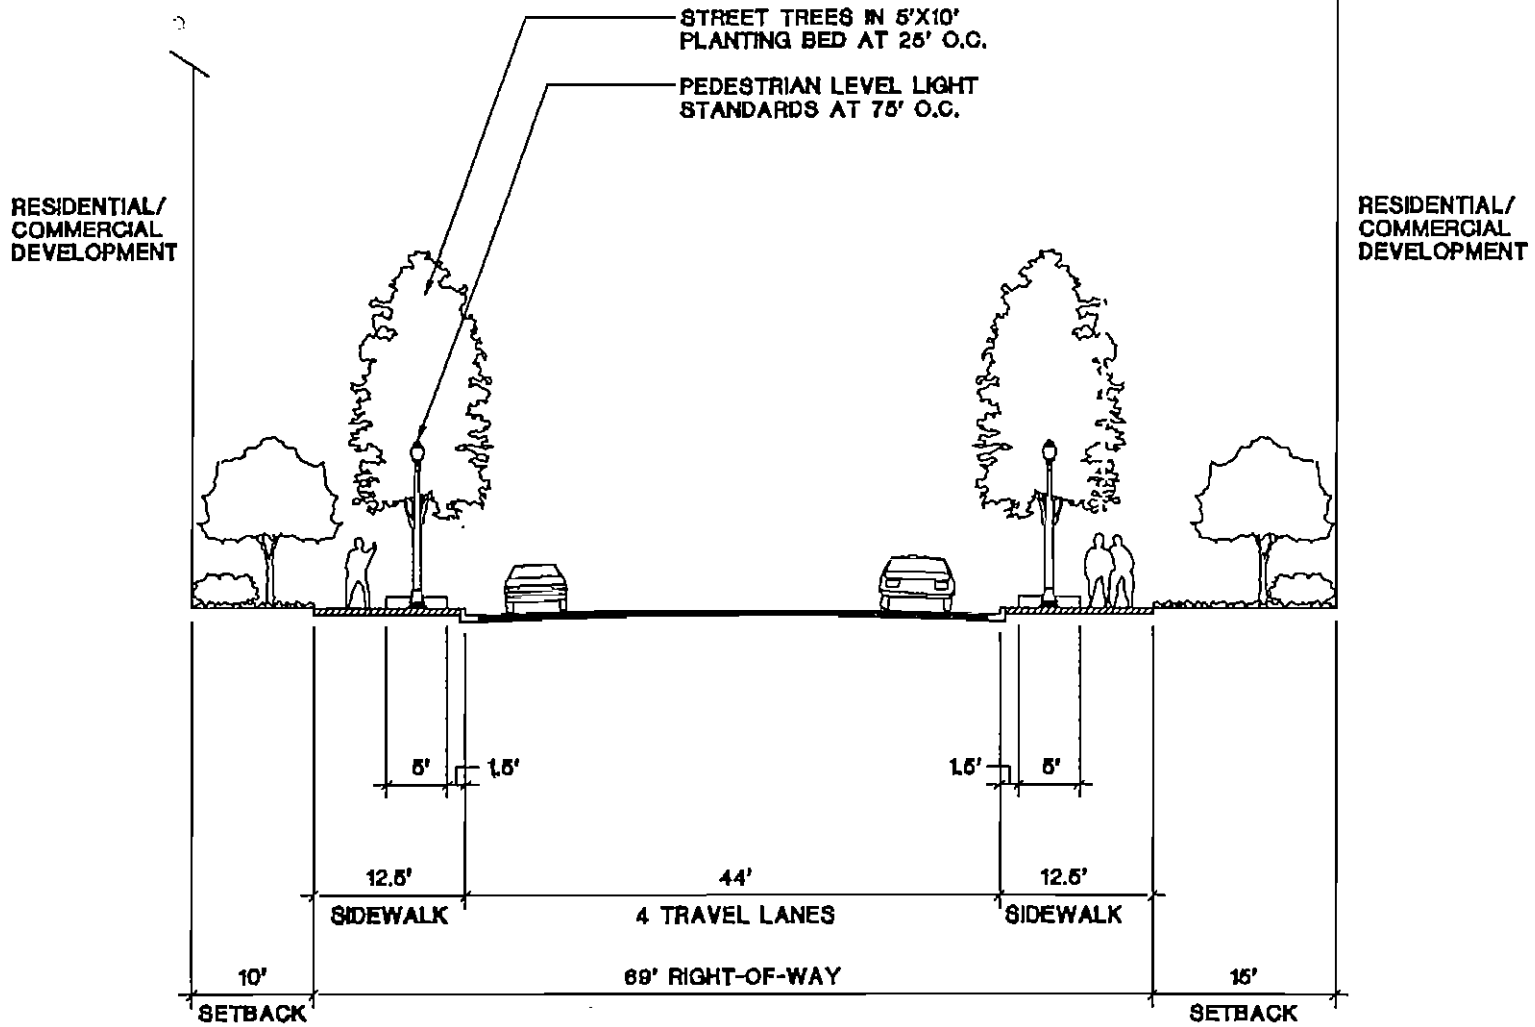 STREET TREES IN 5'X10'
PLANTING BED AT 25' O.C.
PEDESTRIAN LEVEL LIGHT
STANDARDS AT 75' O.C.
RESIDENTIAL/
COMMERCIAL
DEVELOPMENT
RESIDENTIAL/
COMMERCIAL
DEVELOPMENT
5' 1.5' 1.5' 5'
12.5' 44' 12.5'
SIDEWALK 4 TRAVEL LANES SIDEWALK
10' 69' RIGHT-OF-WAY 15'
SETBACK SETBACK